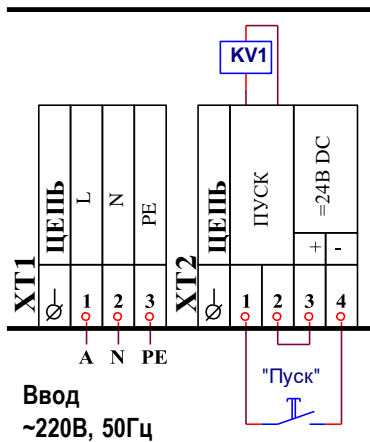 KV1
XT1
ЦЕПЬ
L
N
PE
1
2
3
A N PE
XT2
ЦЕПЬ
ПУСК
=24В DC
+ -
1
2
3
4
Ввод
~220В, 50Гц
"Пуск"